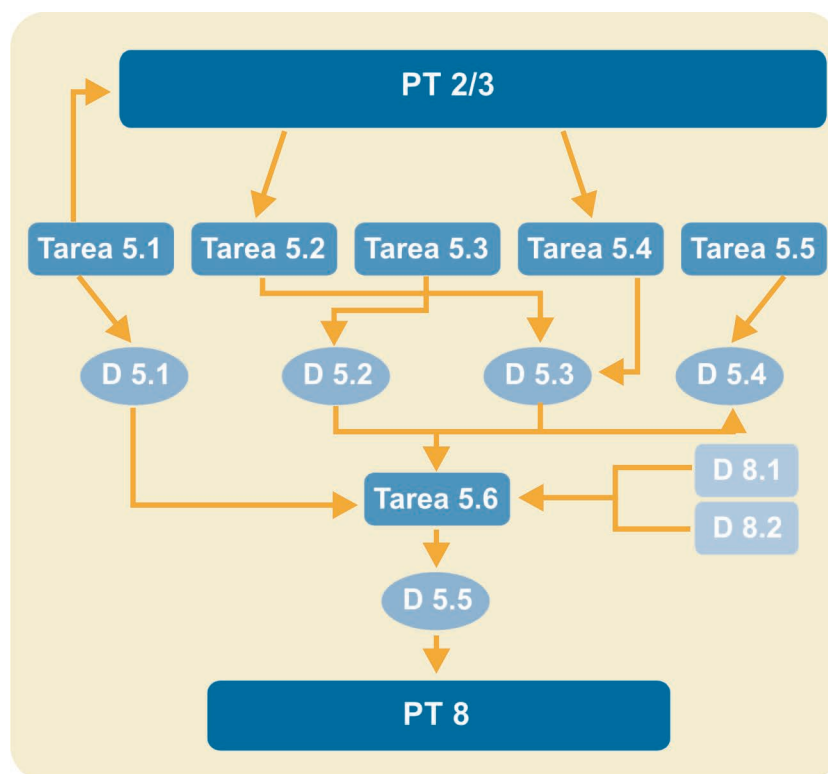 PT 2/3
Tarea 5.1
Tarea 5.2
Tarea 5.3
Tarea 5.4
Tarea 5.5
D 5.1
D 5.2
D 5.3
D 5.4
D 8.1
Tarea 5.6
D 8.2
D 5.5
PT 8